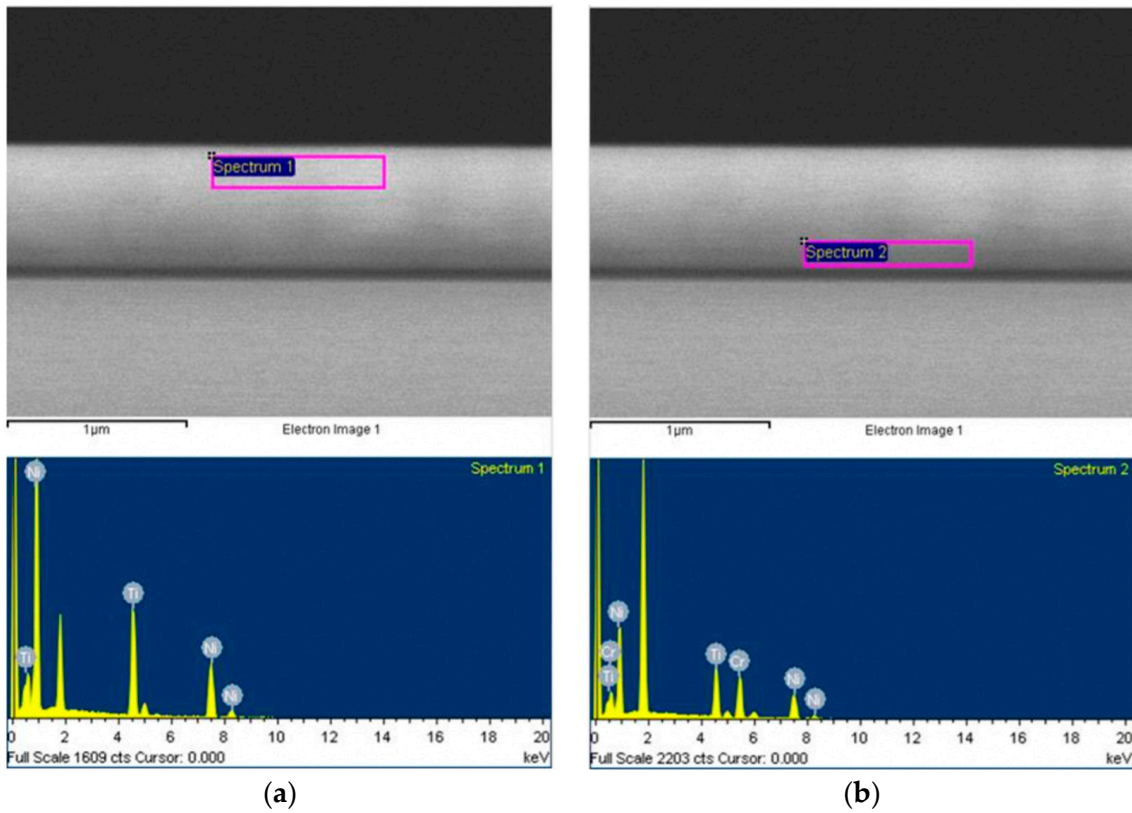 Spectrum 1
1µm Electron Image 1
Spectrum 1
Ni
Ti
Ti
Ni
Ni
0 2 4 6 8 10 12 14 16 18 20
Full Scale 1609 cts Cursor: 0.000 keV
(a)
Spectrum 2
1µm Electron Image 1
Spectrum 2
Ni
Cr
Ti
Ti
Cr
Ni
Ni
0 2 4 6 8 10 12 14 16 18 20
Full Scale 2203 cts Cursor: 0.000 keV
(b)